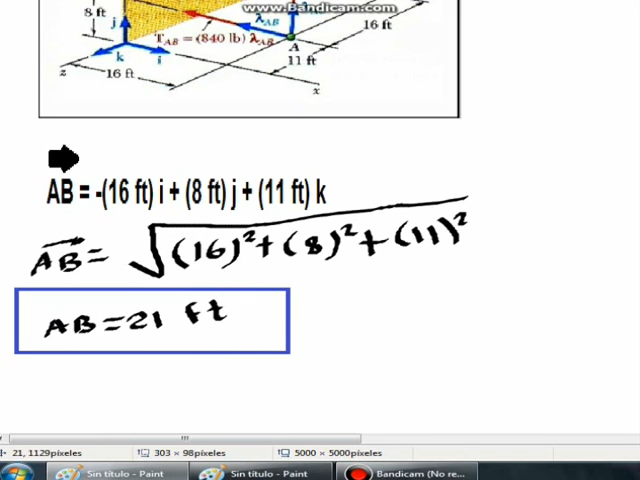 www.Bandicam.com
8 ft
j
λAB
16 ft
TAB = (840 lb) λAB
A
k
i
11 ft
z
16 ft
x
AB = -(16 ft) i + (8 ft) j + (11 ft) k
AB = √(16)²+(8)²+(11)²
AB = 21 ft
21, 1129píxeles 303 × 98píxeles 5000 × 5000píxeles
Sin título - Paint Sin título - Paint Bandicam (No re...